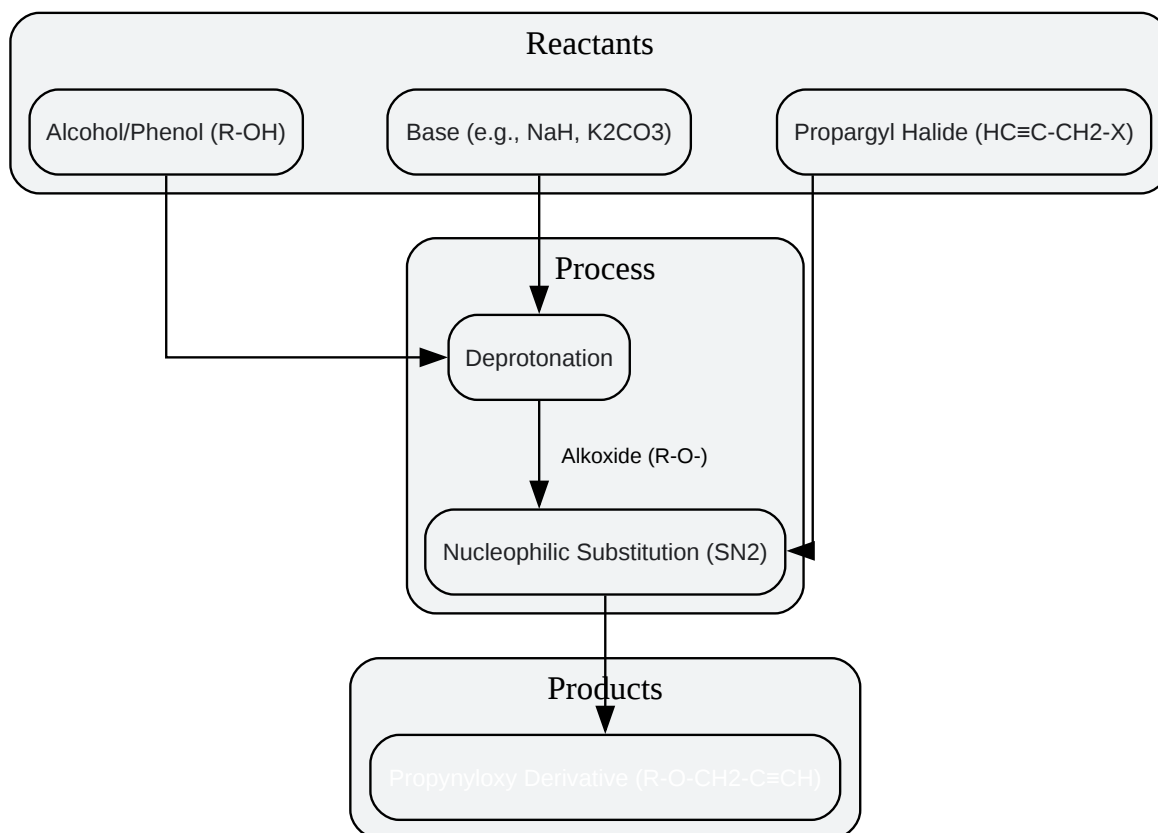 Reactants
Alcohol/Phenol (R-OH)
Base (e.g., NaH, K2CO3)
Propargyl Halide (HC≡C-CH2-X)
Process
Deprotonation
Alkoxide (R-O-)
Nucleophilic Substitution (SN2)
Products
Propynyloxy Derivative (R-O-CH2-C≡CH)